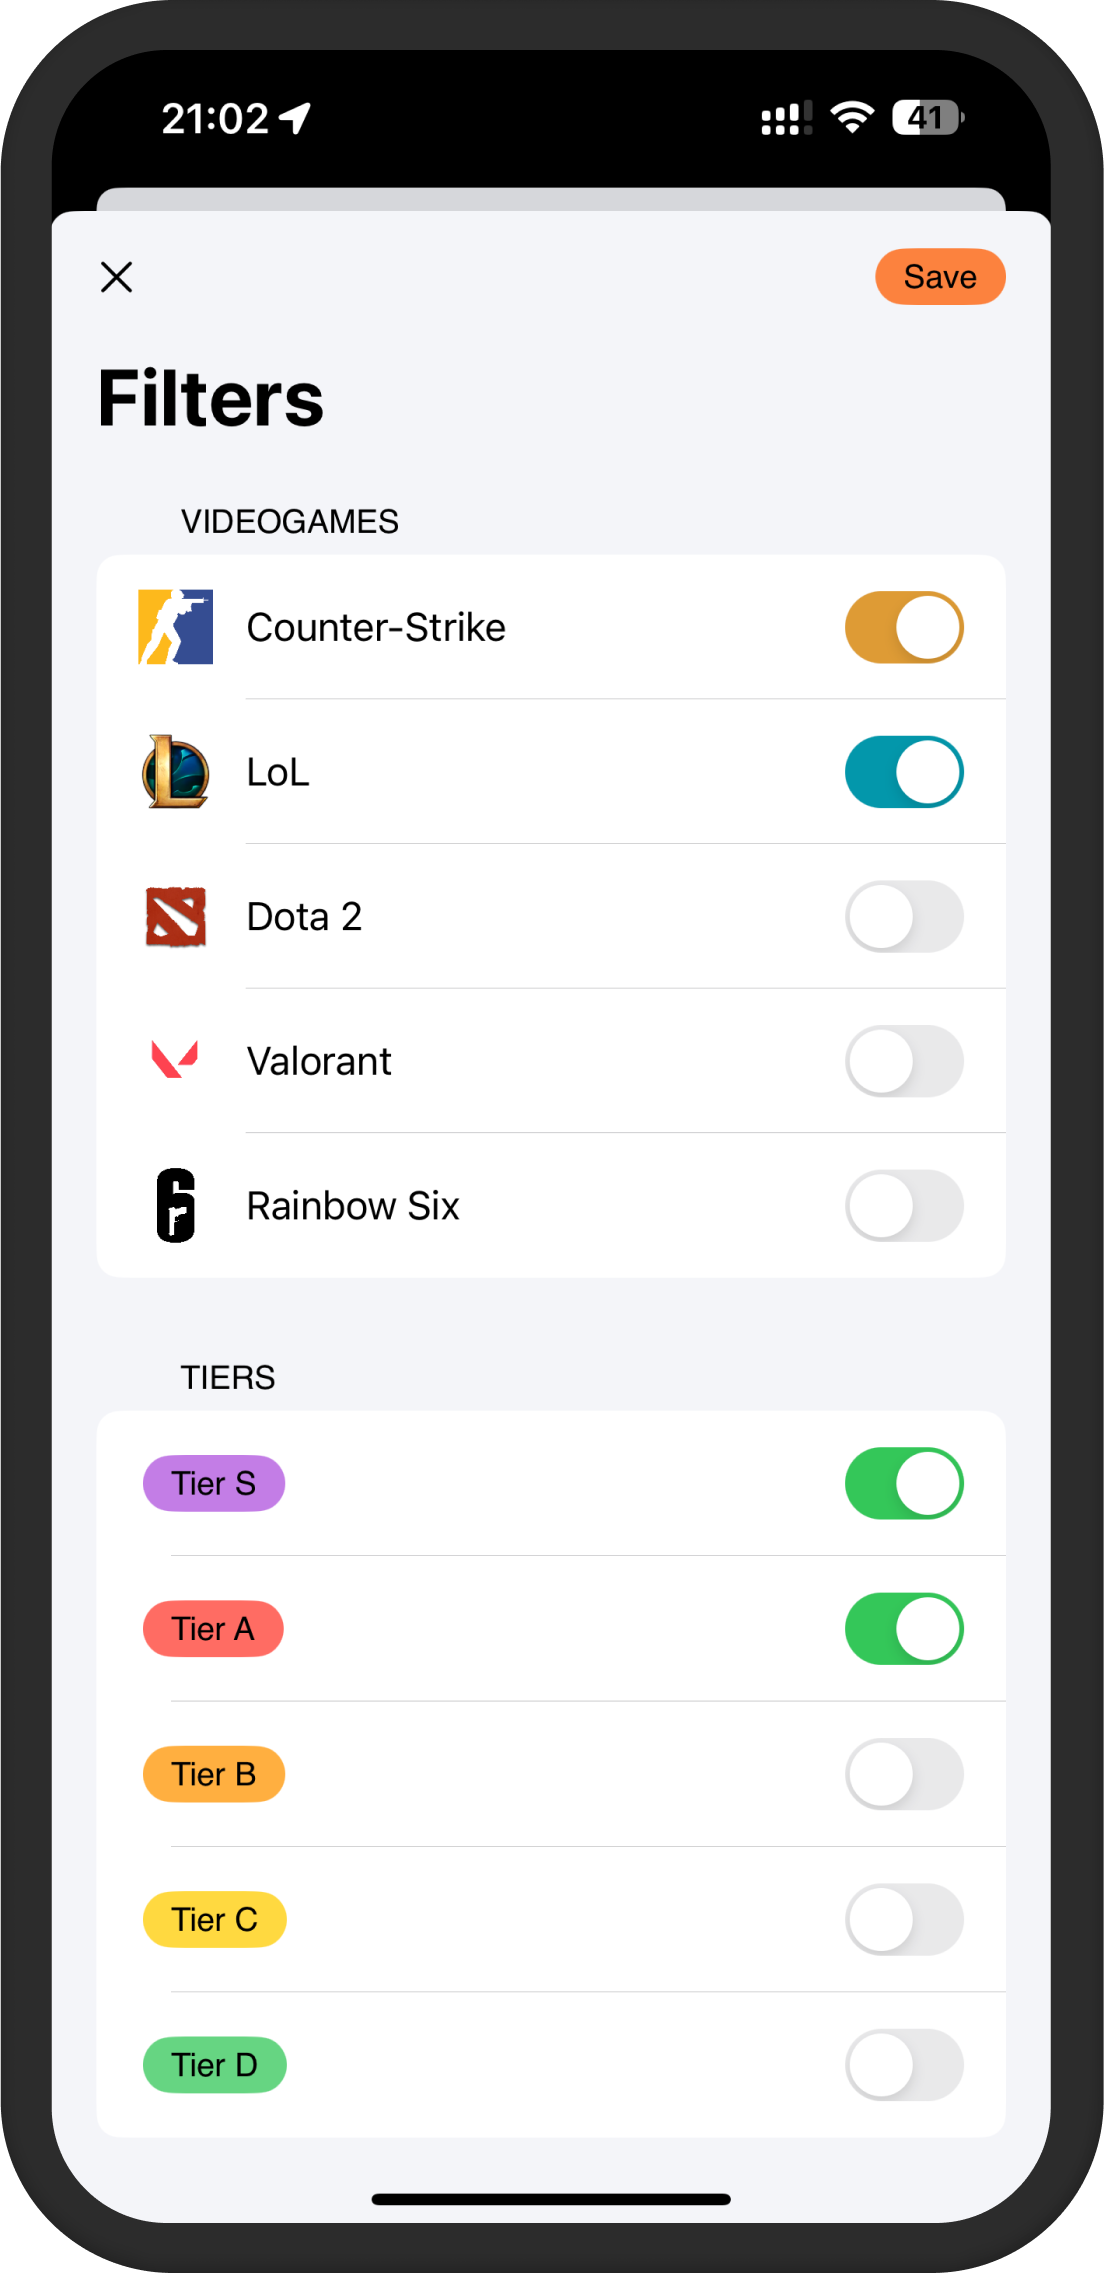 21:02
41
Save
Filters
VIDEOGAMES
Counter-Strike
LoL
Dota 2
Valorant
Rainbow Six
TIERS
Tier S
Tier A
Tier B
Tier C
Tier D